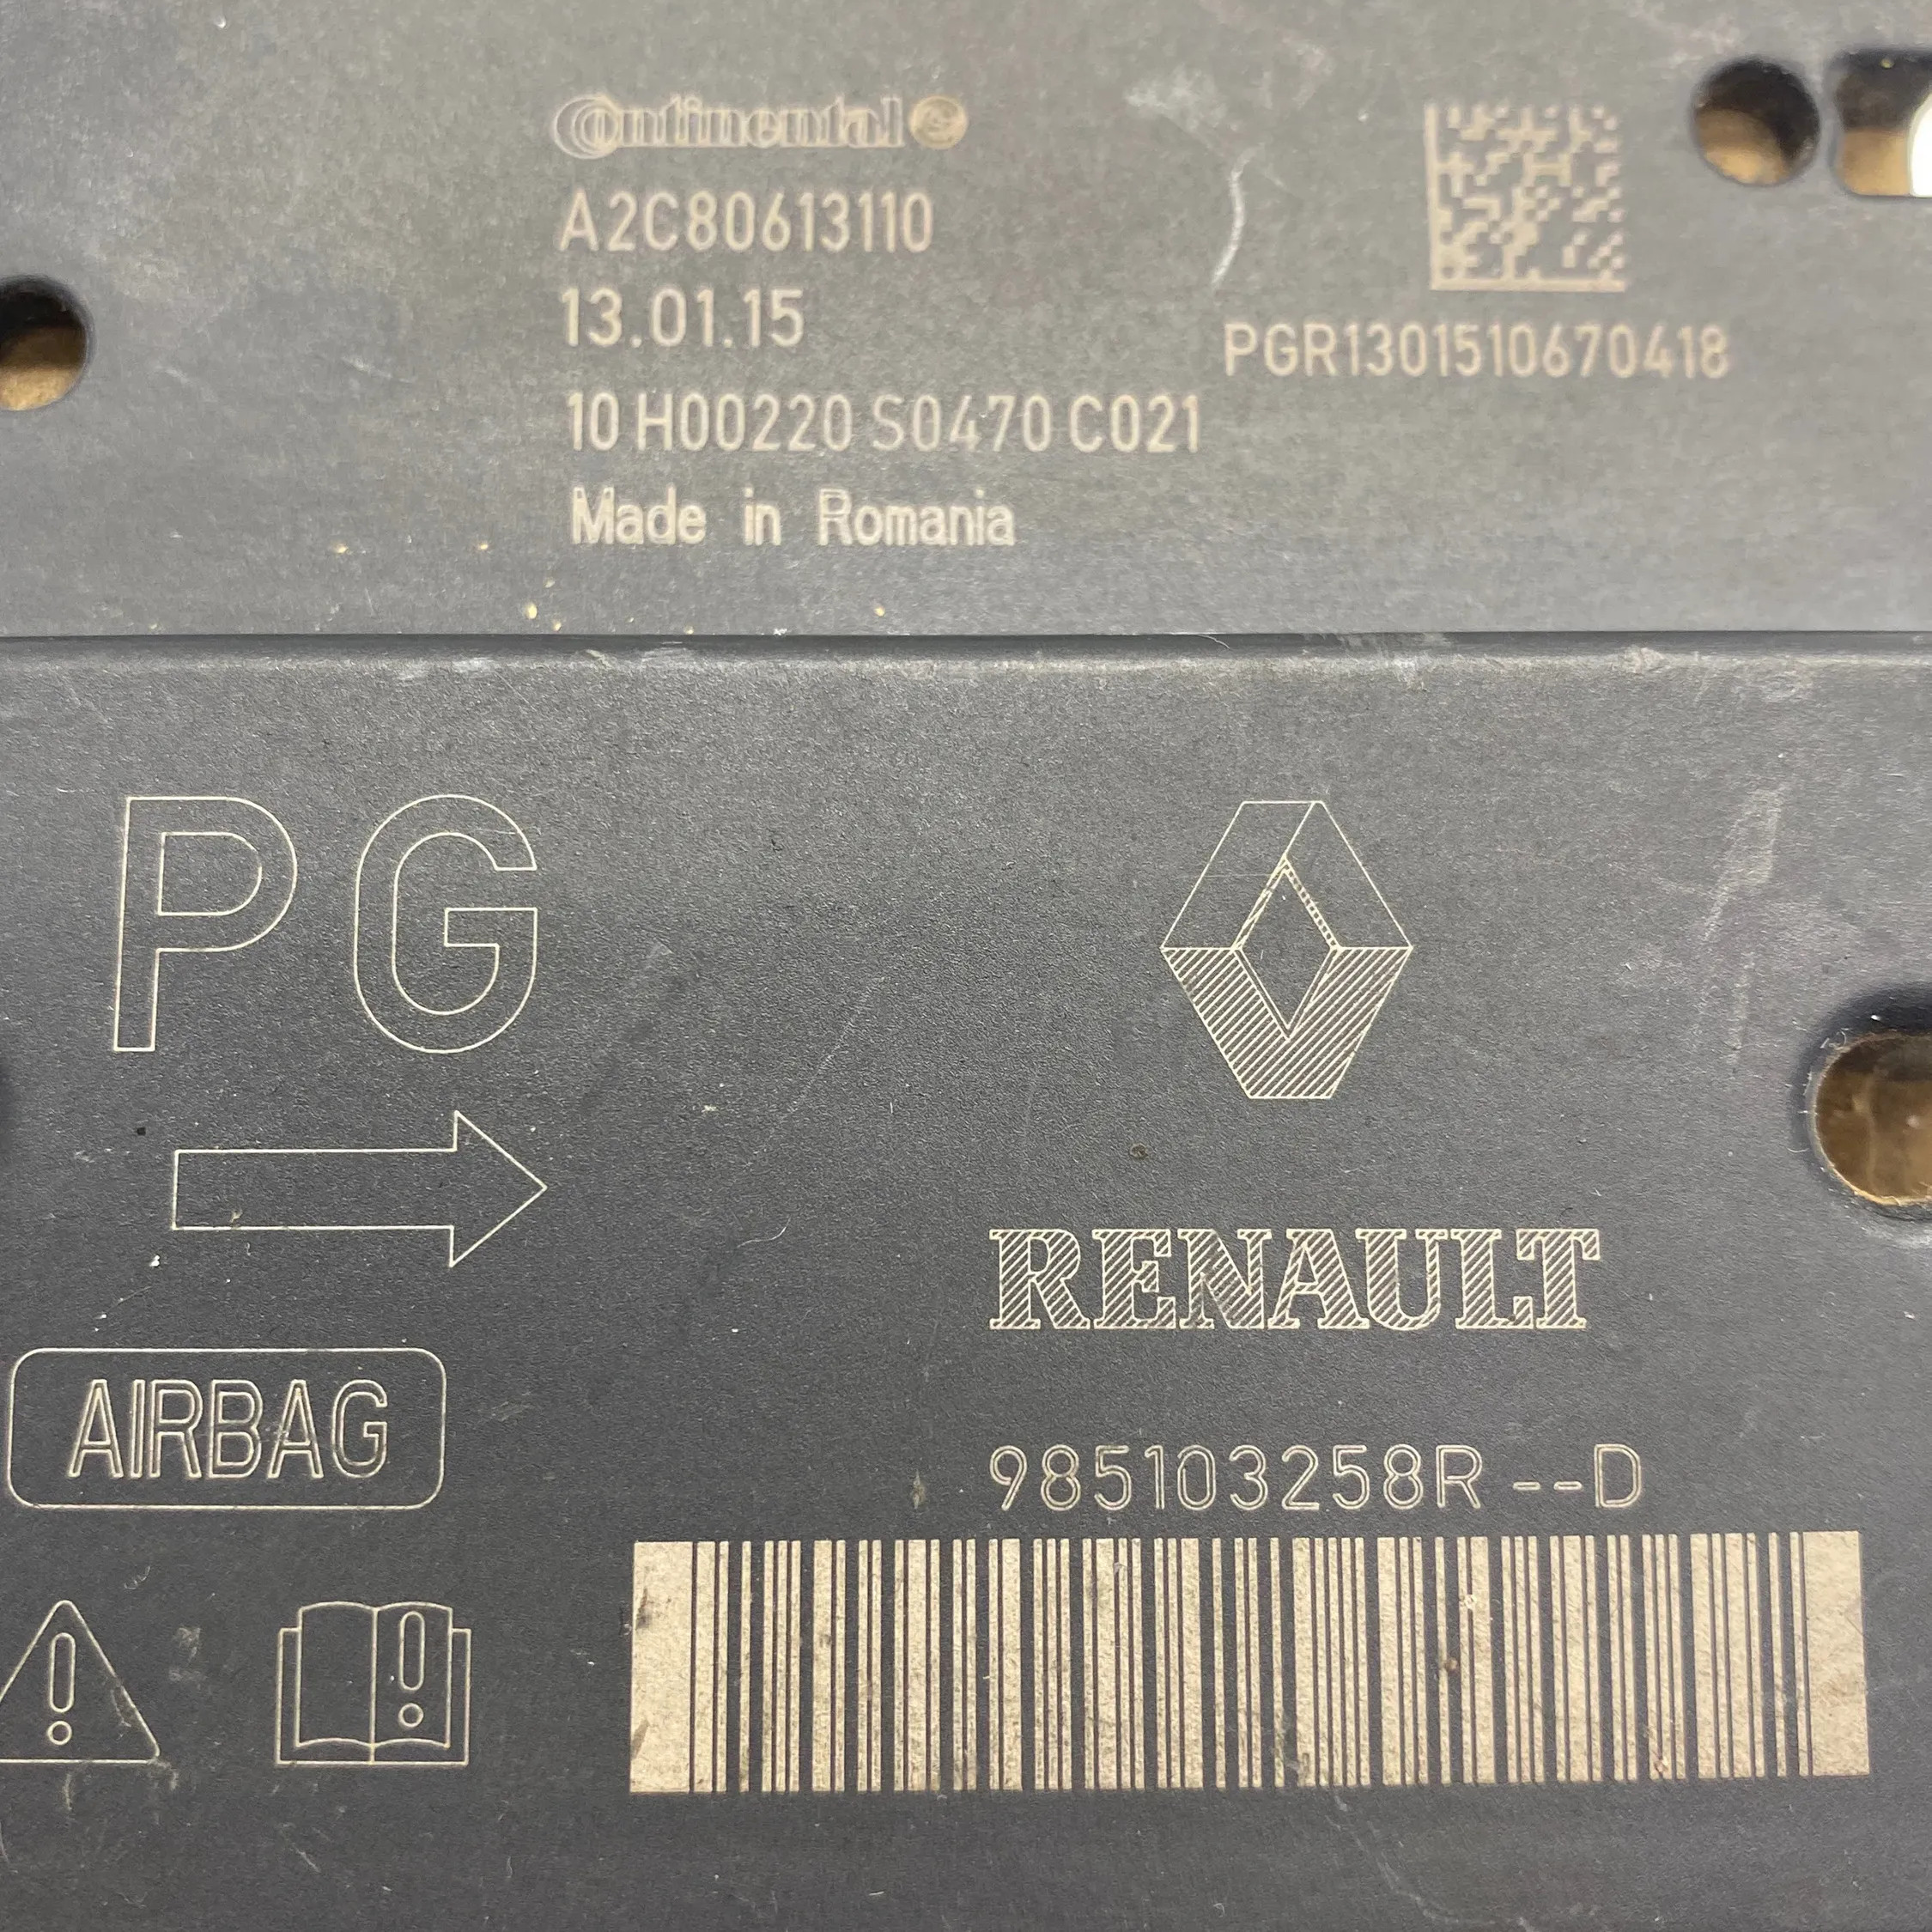 Continental
A2C80613110
13.01.15
PGR1301510670418
10 H00220 S0470 C021
Made in Romania
PG
RENAULT
AIRBAG
985103258R--D